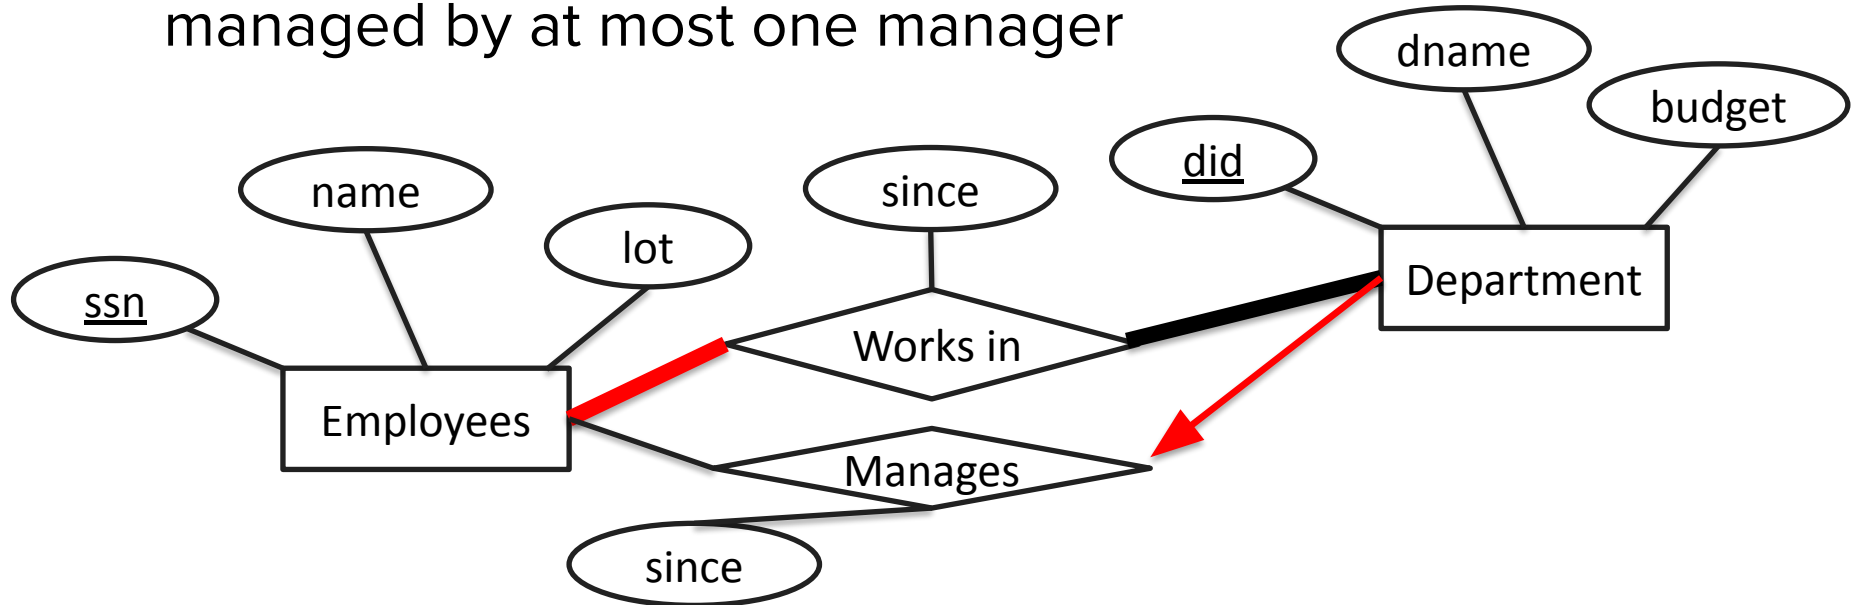 managed by at most one manager
dname
budget
did
name
since
lot
ssn
Department
Works in
Employees
Manages
since